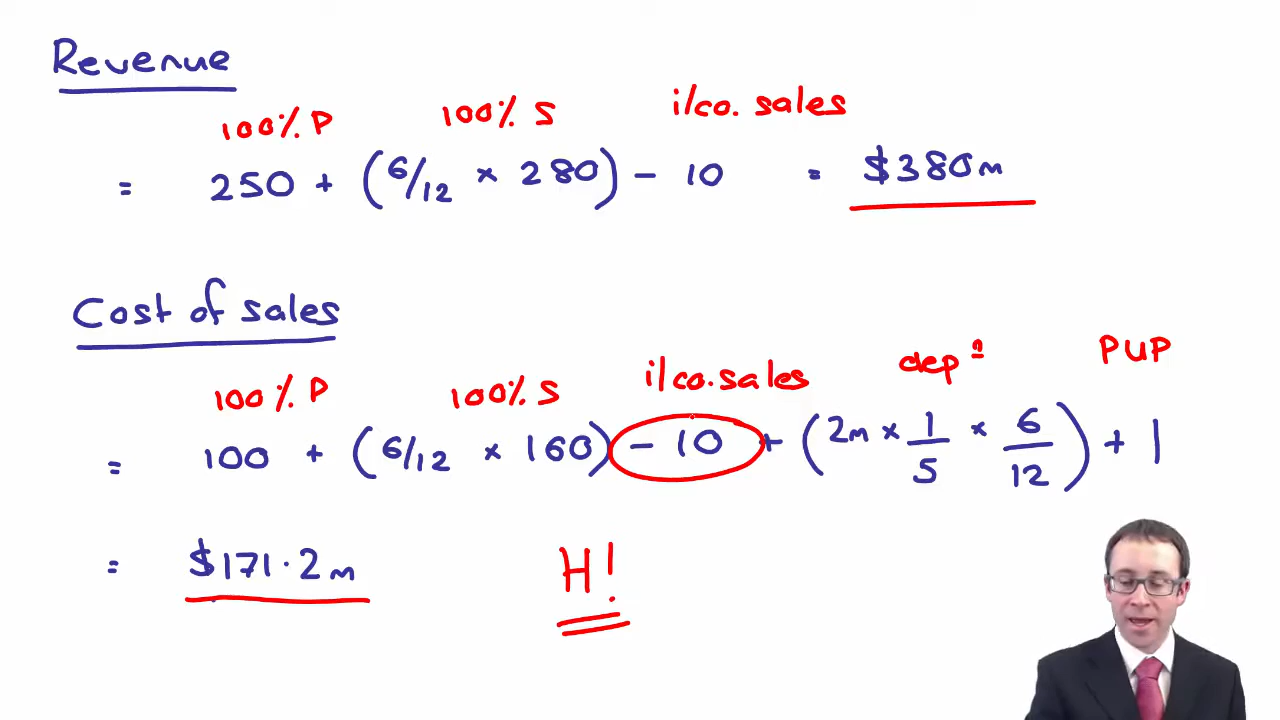 Revenue
100% P 100% S i/co. sales
= 250 + (6/12 × 280) - 10 = $380m
Cost of sales
100% P 100% S i/co. sales depⁿ PUP
= 100 + (6/12 × 160) - 10 + (2m × 1/5 × 6/12) + 1
= $171.2m H!